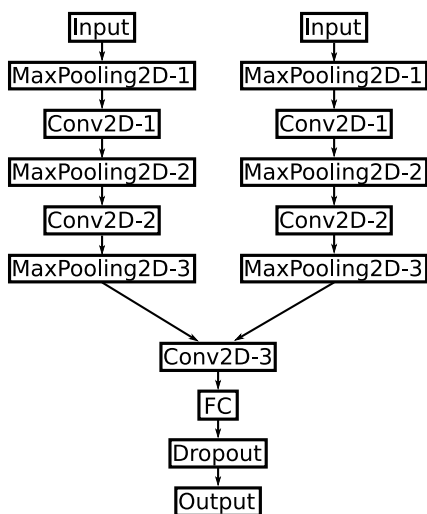 Input
Input
MaxPooling2D-1
MaxPooling2D-1
Conv2D-1
Conv2D-1
MaxPooling2D-2
MaxPooling2D-2
Conv2D-2
Conv2D-2
MaxPooling2D-3
MaxPooling2D-3
Conv2D-3
FC
Dropout
Output